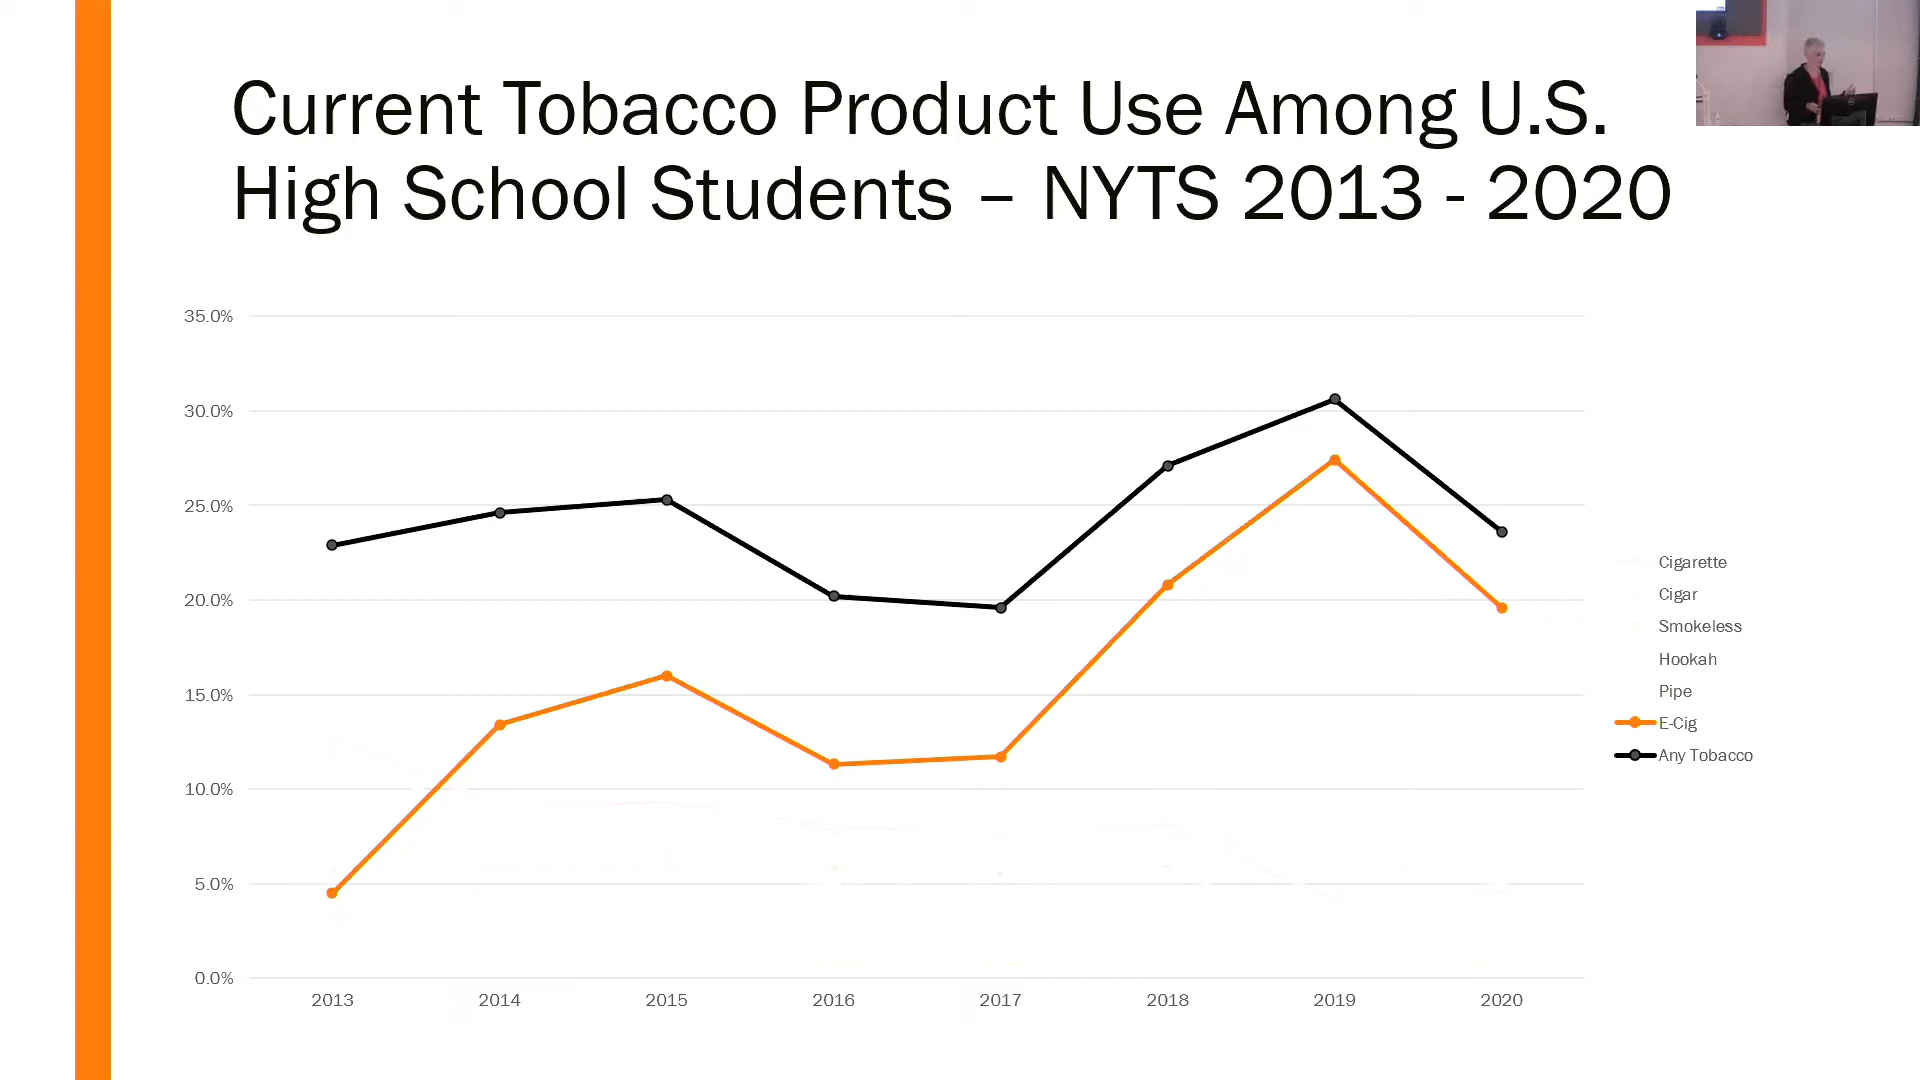 Current Tobacco Product Use Among U.S.
High School Students – NYTS 2013 - 2020
35.0%
30.0%
25.0%
20.0%
15.0%
10.0%
5.0%
0.0%
2013 2014 2015 2016 2017 2018 2019 2020
Cigarette
Cigar
Smokeless
Hookah
Pipe
E-Cig
Any Tobacco